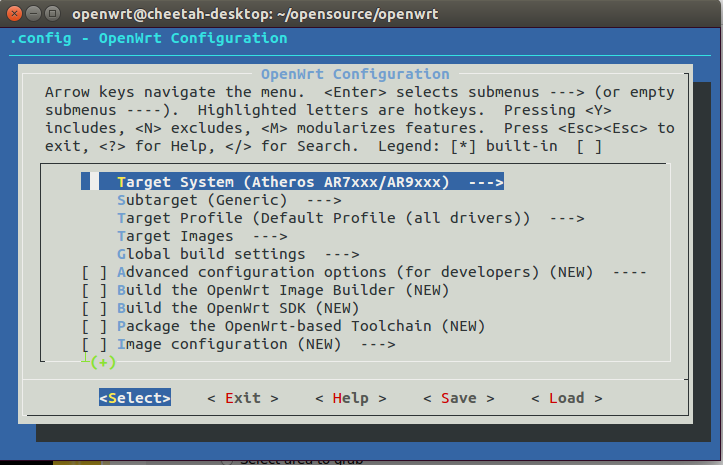 openwrt@cheetah-desktop: ~/opensource/openwrt
.config - OpenWrt Configuration
OpenWrt Configuration
Arrow keys navigate the menu.  <Enter> selects submenus ---> (or empty
submenus ----).  Highlighted letters are hotkeys.  Pressing <Y>
includes, <N> excludes, <M> modularizes features.  Press <Esc><Esc> to
exit, <?> for Help, </> for Search.  Legend: [*] built-in  [ ]
Target System (Atheros AR7xxx/AR9xxx)  --->
Subtarget (Generic)  --->
Target Profile (Default Profile (all drivers))  --->
Target Images  --->
Global build settings  --->
[ ] Advanced configuration options (for developers) (NEW)  ----
[ ] Build the OpenWrt Image Builder (NEW)
[ ] Build the OpenWrt SDK (NEW)
[ ] Package the OpenWrt-based Toolchain (NEW)
[ ] Image configuration (NEW)  --->
(+)
<Select>    < Exit >    < Help >    < Save >    < Load >
Select area to grab